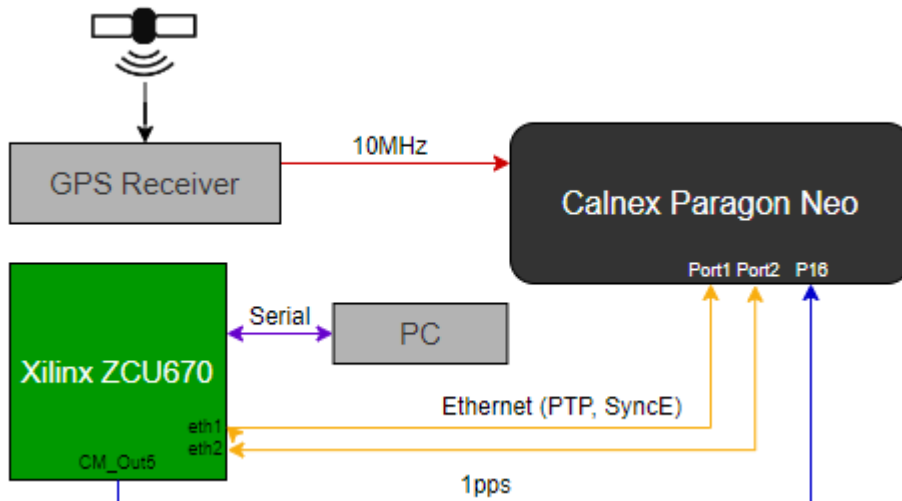 10MHz
GPS Receiver
Calnex Paragon Neo
Port1 Port2 P16
Serial
PC
Xilinx ZCU670
Ethernet (PTP, SyncE)
eth1
eth2
CM_Out5
1pps